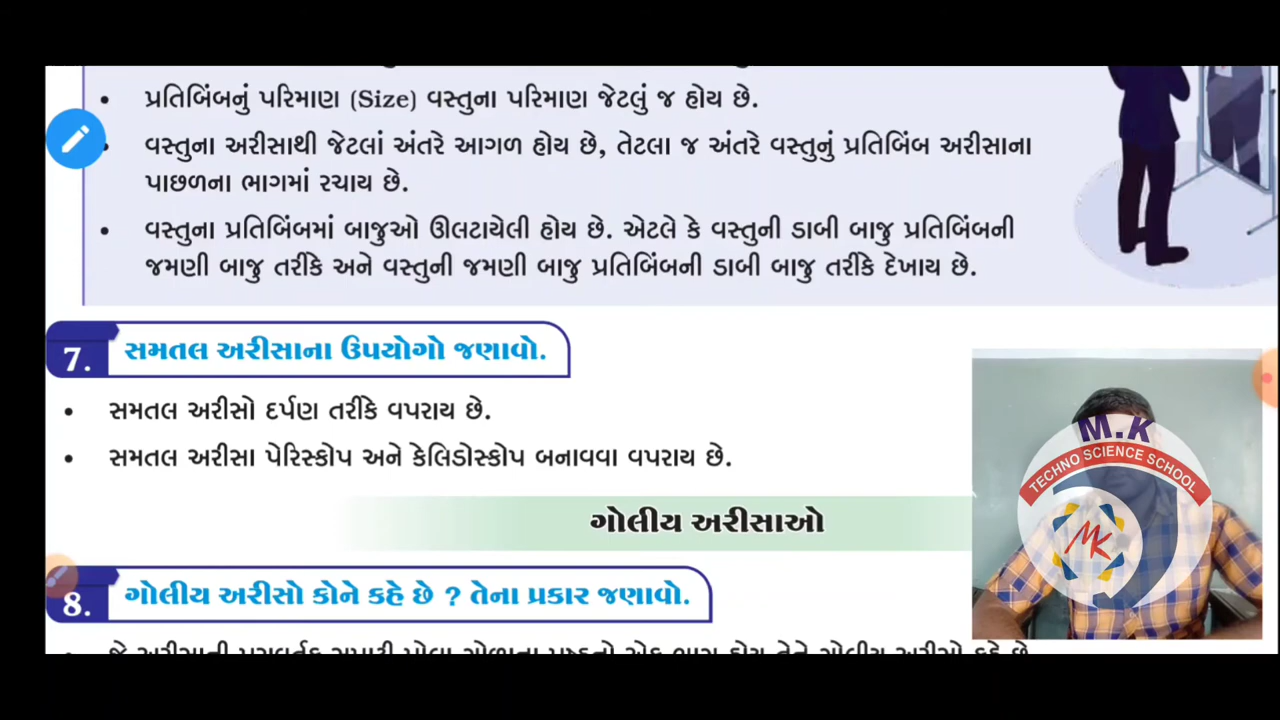 પ્રતિબિંબનું પરિમાણ (Size) વસ્તુના પરિમાણ જેટલું જ હોય છે.
વસ્તુના અરીસાથી જેટલાં અંતરે આગળ હોય છે, તેટલા જ અંતરે વસ્તુનું પ્રતિબિંબ અરીસાના
પાછળના ભાગમાં રચાય છે.
વસ્તુના પ્રતિબિંબમાં બાજુઓ ઊલટાયેલી હોય છે. એટલે કે વસ્તુની ડાબી બાજુ પ્રતિબિંબની
જમણી બાજુ તરીકે અને વસ્તુની જમણી બાજુ પ્રતિબિંબની ડાબી બાજુ તરીકે દેખાય છે.
7. સમતલ અરીસાના ઉપયોગો જણાવો.
સમતલ અરીસો દર્પણ તરીકે વપરાય છે.
સમતલ અરીસા પેરિસ્કોપ અને કેલિડોસ્કોપ બનાવવા વપરાય છે.
M.K
TECHNO SCIENCE SCHOOL
MK
ગોલીય અરીસાઓ
8. ગોલીય અરીસો કોને કહે છે ? તેના પ્રકાર જણાવો.